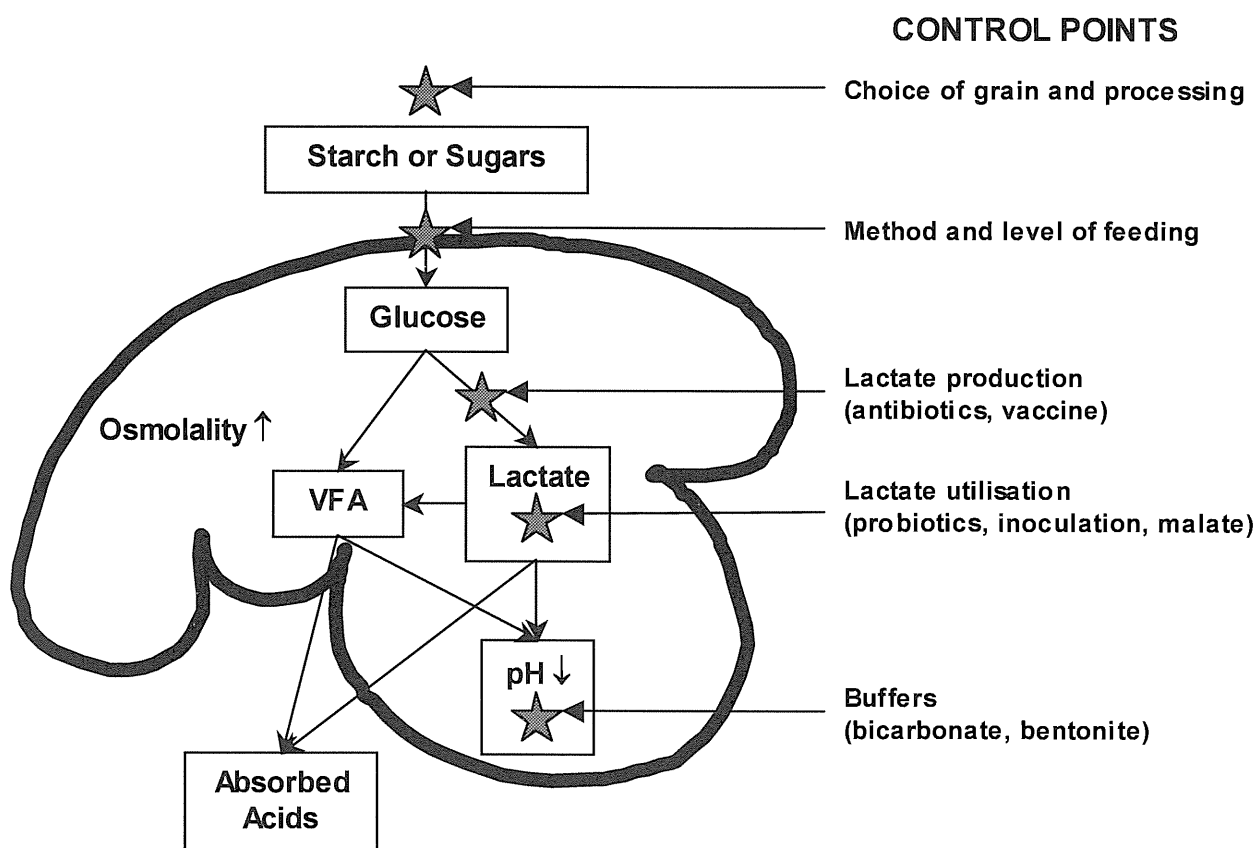 CONTROL POINTS
Choice of grain and processing
Starch or Sugars
Method and level of feeding
Glucose
Lactate production
(antibiotics, vaccine)
Osmolality ↑
Lactate
VFA
Lactate utilisation
(probiotics, inoculation, malate)
pH ↓
Buffers
(bicarbonate, bentonite)
Absorbed
Acids